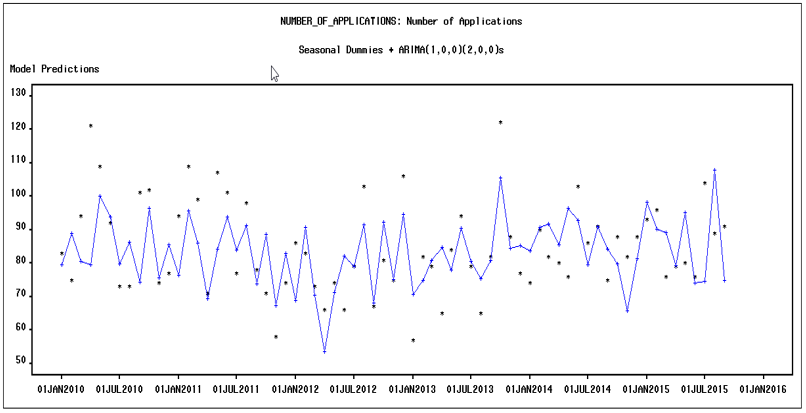 NUMBER_OF_APPLICATIONS: Number of Applications
Seasonal Dummies + ARIMA(1,0,0)(2,0,0)s
Model Predictions
130
120
110
100
90
80
70
60
50
01JAN2010 01JUL2010 01JAN2011 01JUL2011 01JAN2012 01JUL2012 01JAN2013 01JUL2013 01JAN2014 01JUL2014 01JAN2015 01JUL2015 01JAN2016